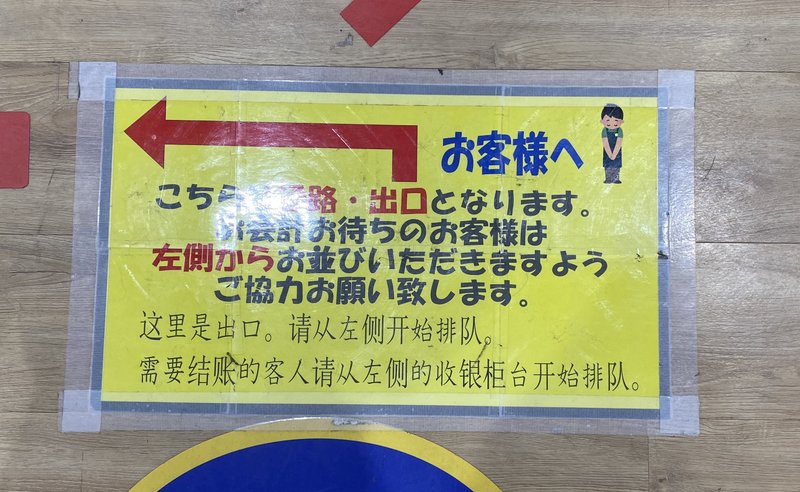 お客様へ
こちら 路・出口となります。
お会計お待ちのお客様は
左側からお並びいただきますよう
ご協力お願い致します。
这里是出口。请从左侧开始排队。
需要结账的客人请从左侧的收银柜台开始排队。